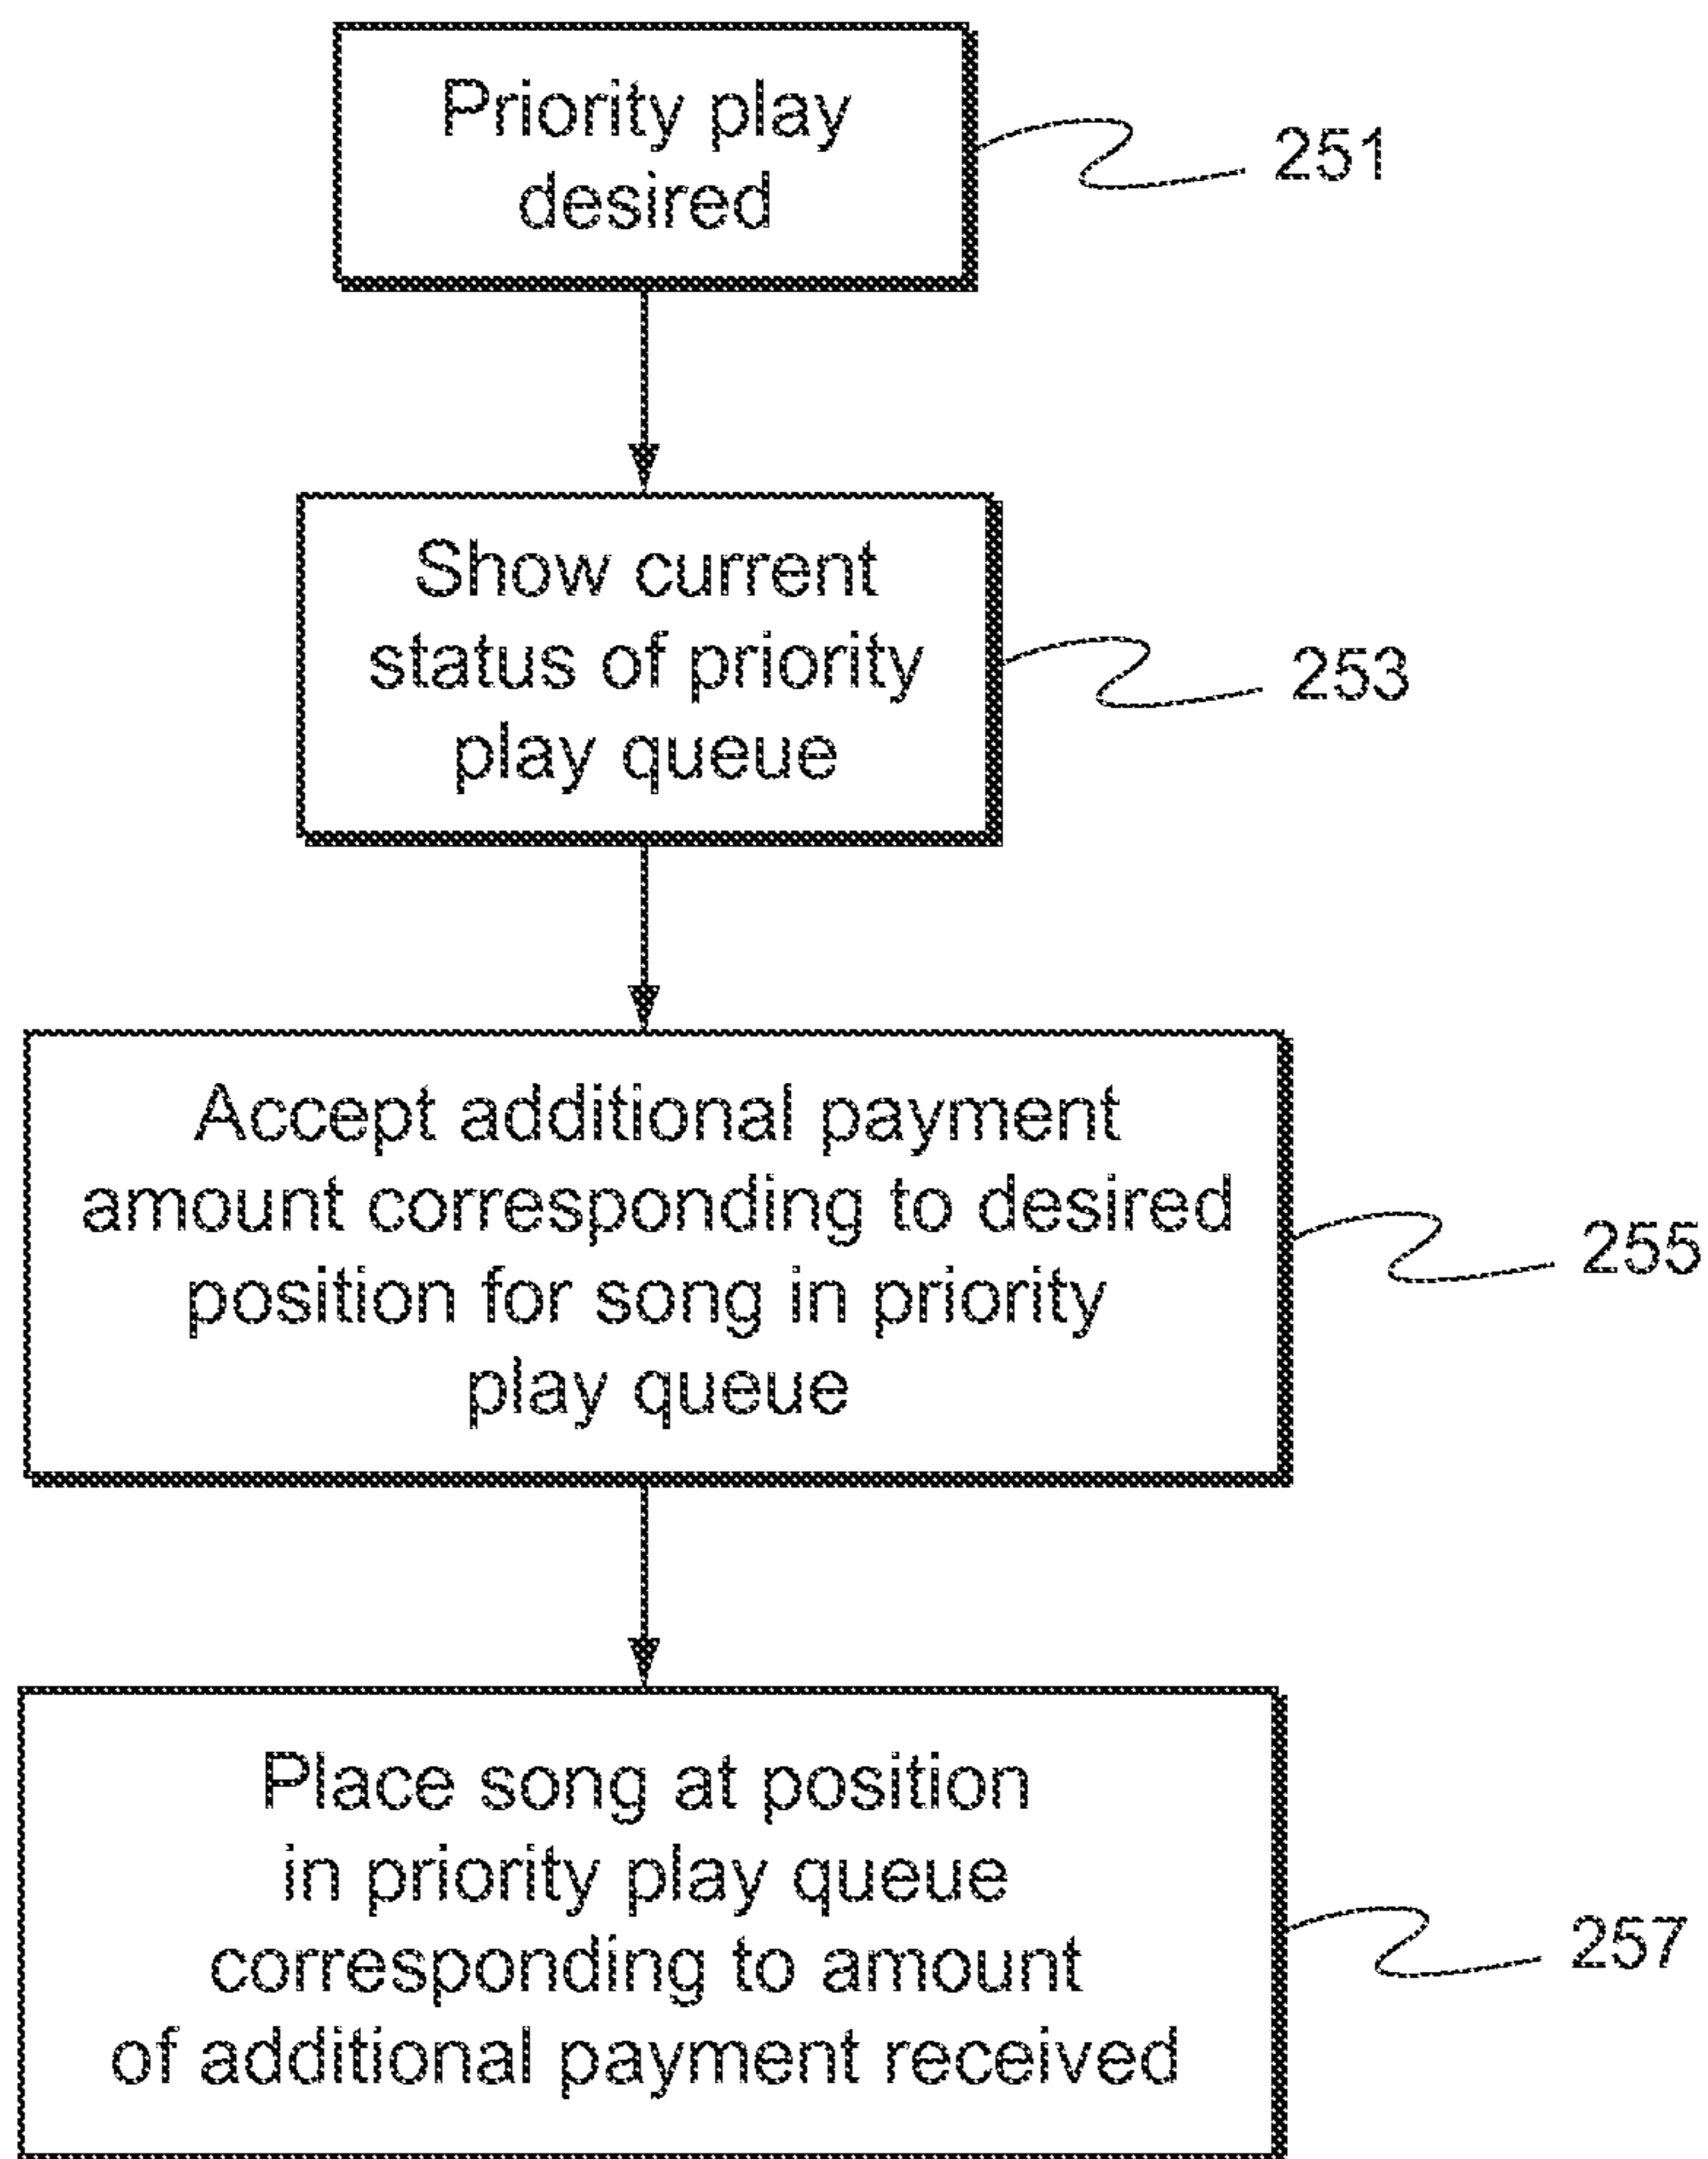 Priority play
desired
251
Show current
status of priority
play queue
253
Accept additional payment
amount corresponding to desired
position for song in priority
play queue
255
Place song at position
in priority play queue
corresponding to amount
of additional payment received
257